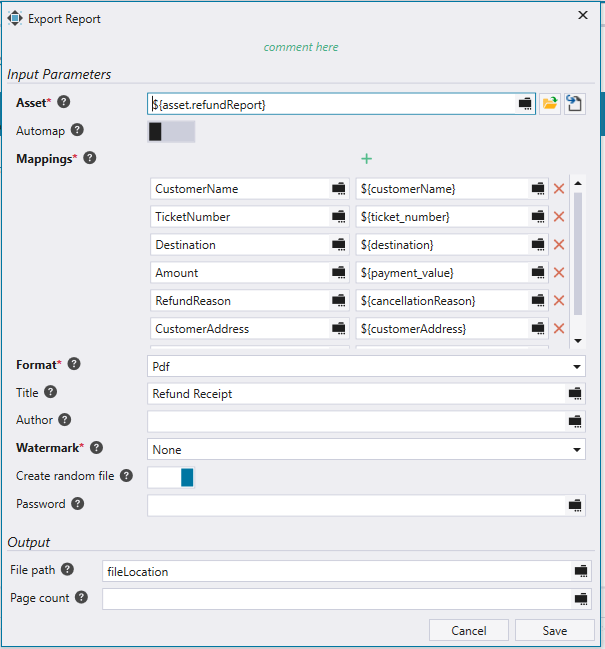 Export Report
comment here
Input Parameters
Asset* ? ${asset.refundReport}
Automap ?
Mappings* ? +
CustomerName ${customerName}
TicketNumber ${ticket_number}
Destination ${destination}
Amount ${payment_value}
RefundReason ${cancellationReason}
CustomerAddress ${customerAddress}
Format* ? Pdf
Title ? Refund Receipt
Author ?
Watermark* ? None
Create random file ?
Password ?
Output
File path ? fileLocation
Page count ?
Cancel Save